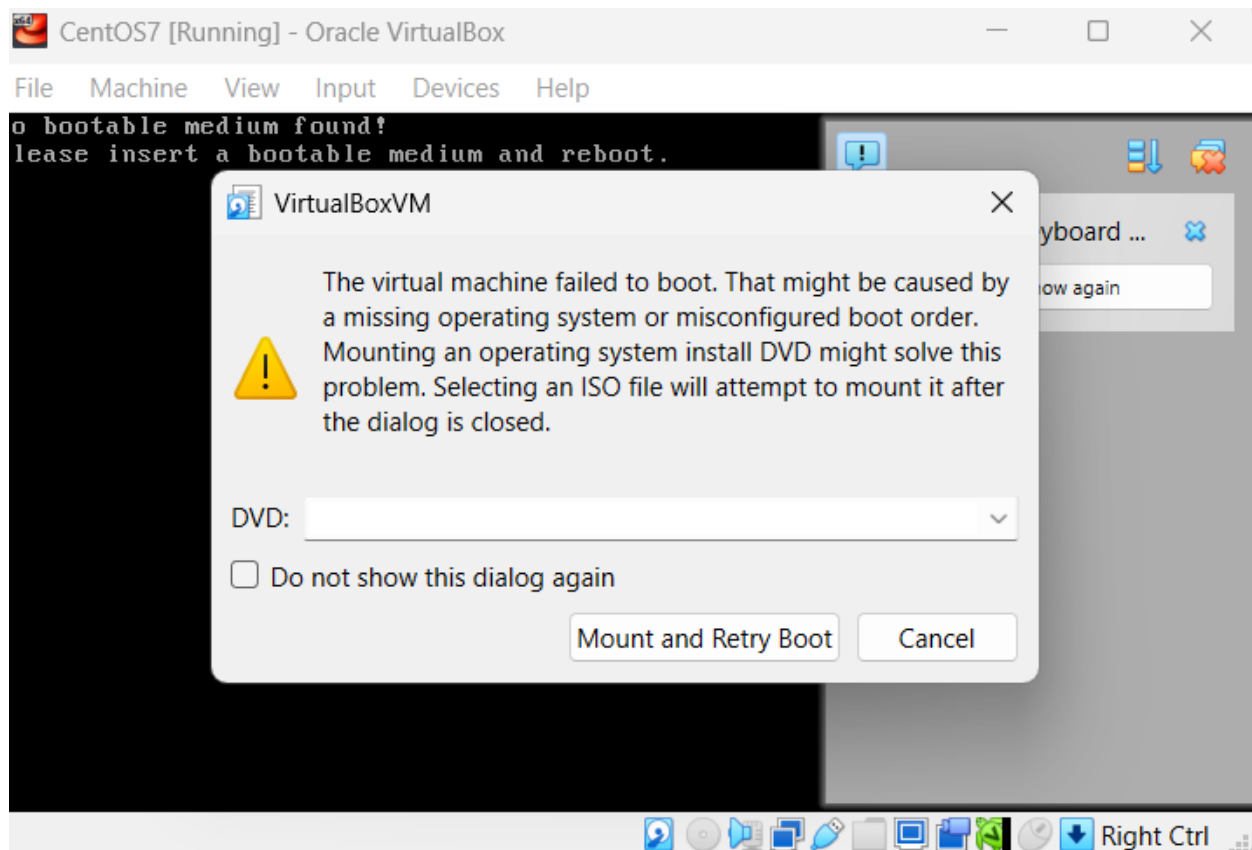 CentOS7 [Running] - Oracle VirtualBox
File Machine View Input Devices Help
o bootable medium found!
lease insert a bootable medium and reboot.
VirtualBoxVM
yboard ...
The virtual machine failed to boot. That might be caused by
a missing operating system or misconfigured boot order.
Mounting an operating system install DVD might solve this
problem. Selecting an ISO file will attempt to mount it after
the dialog is closed.
ow again
DVD:
Do not show this dialog again
Mount and Retry Boot Cancel
Right Ctrl